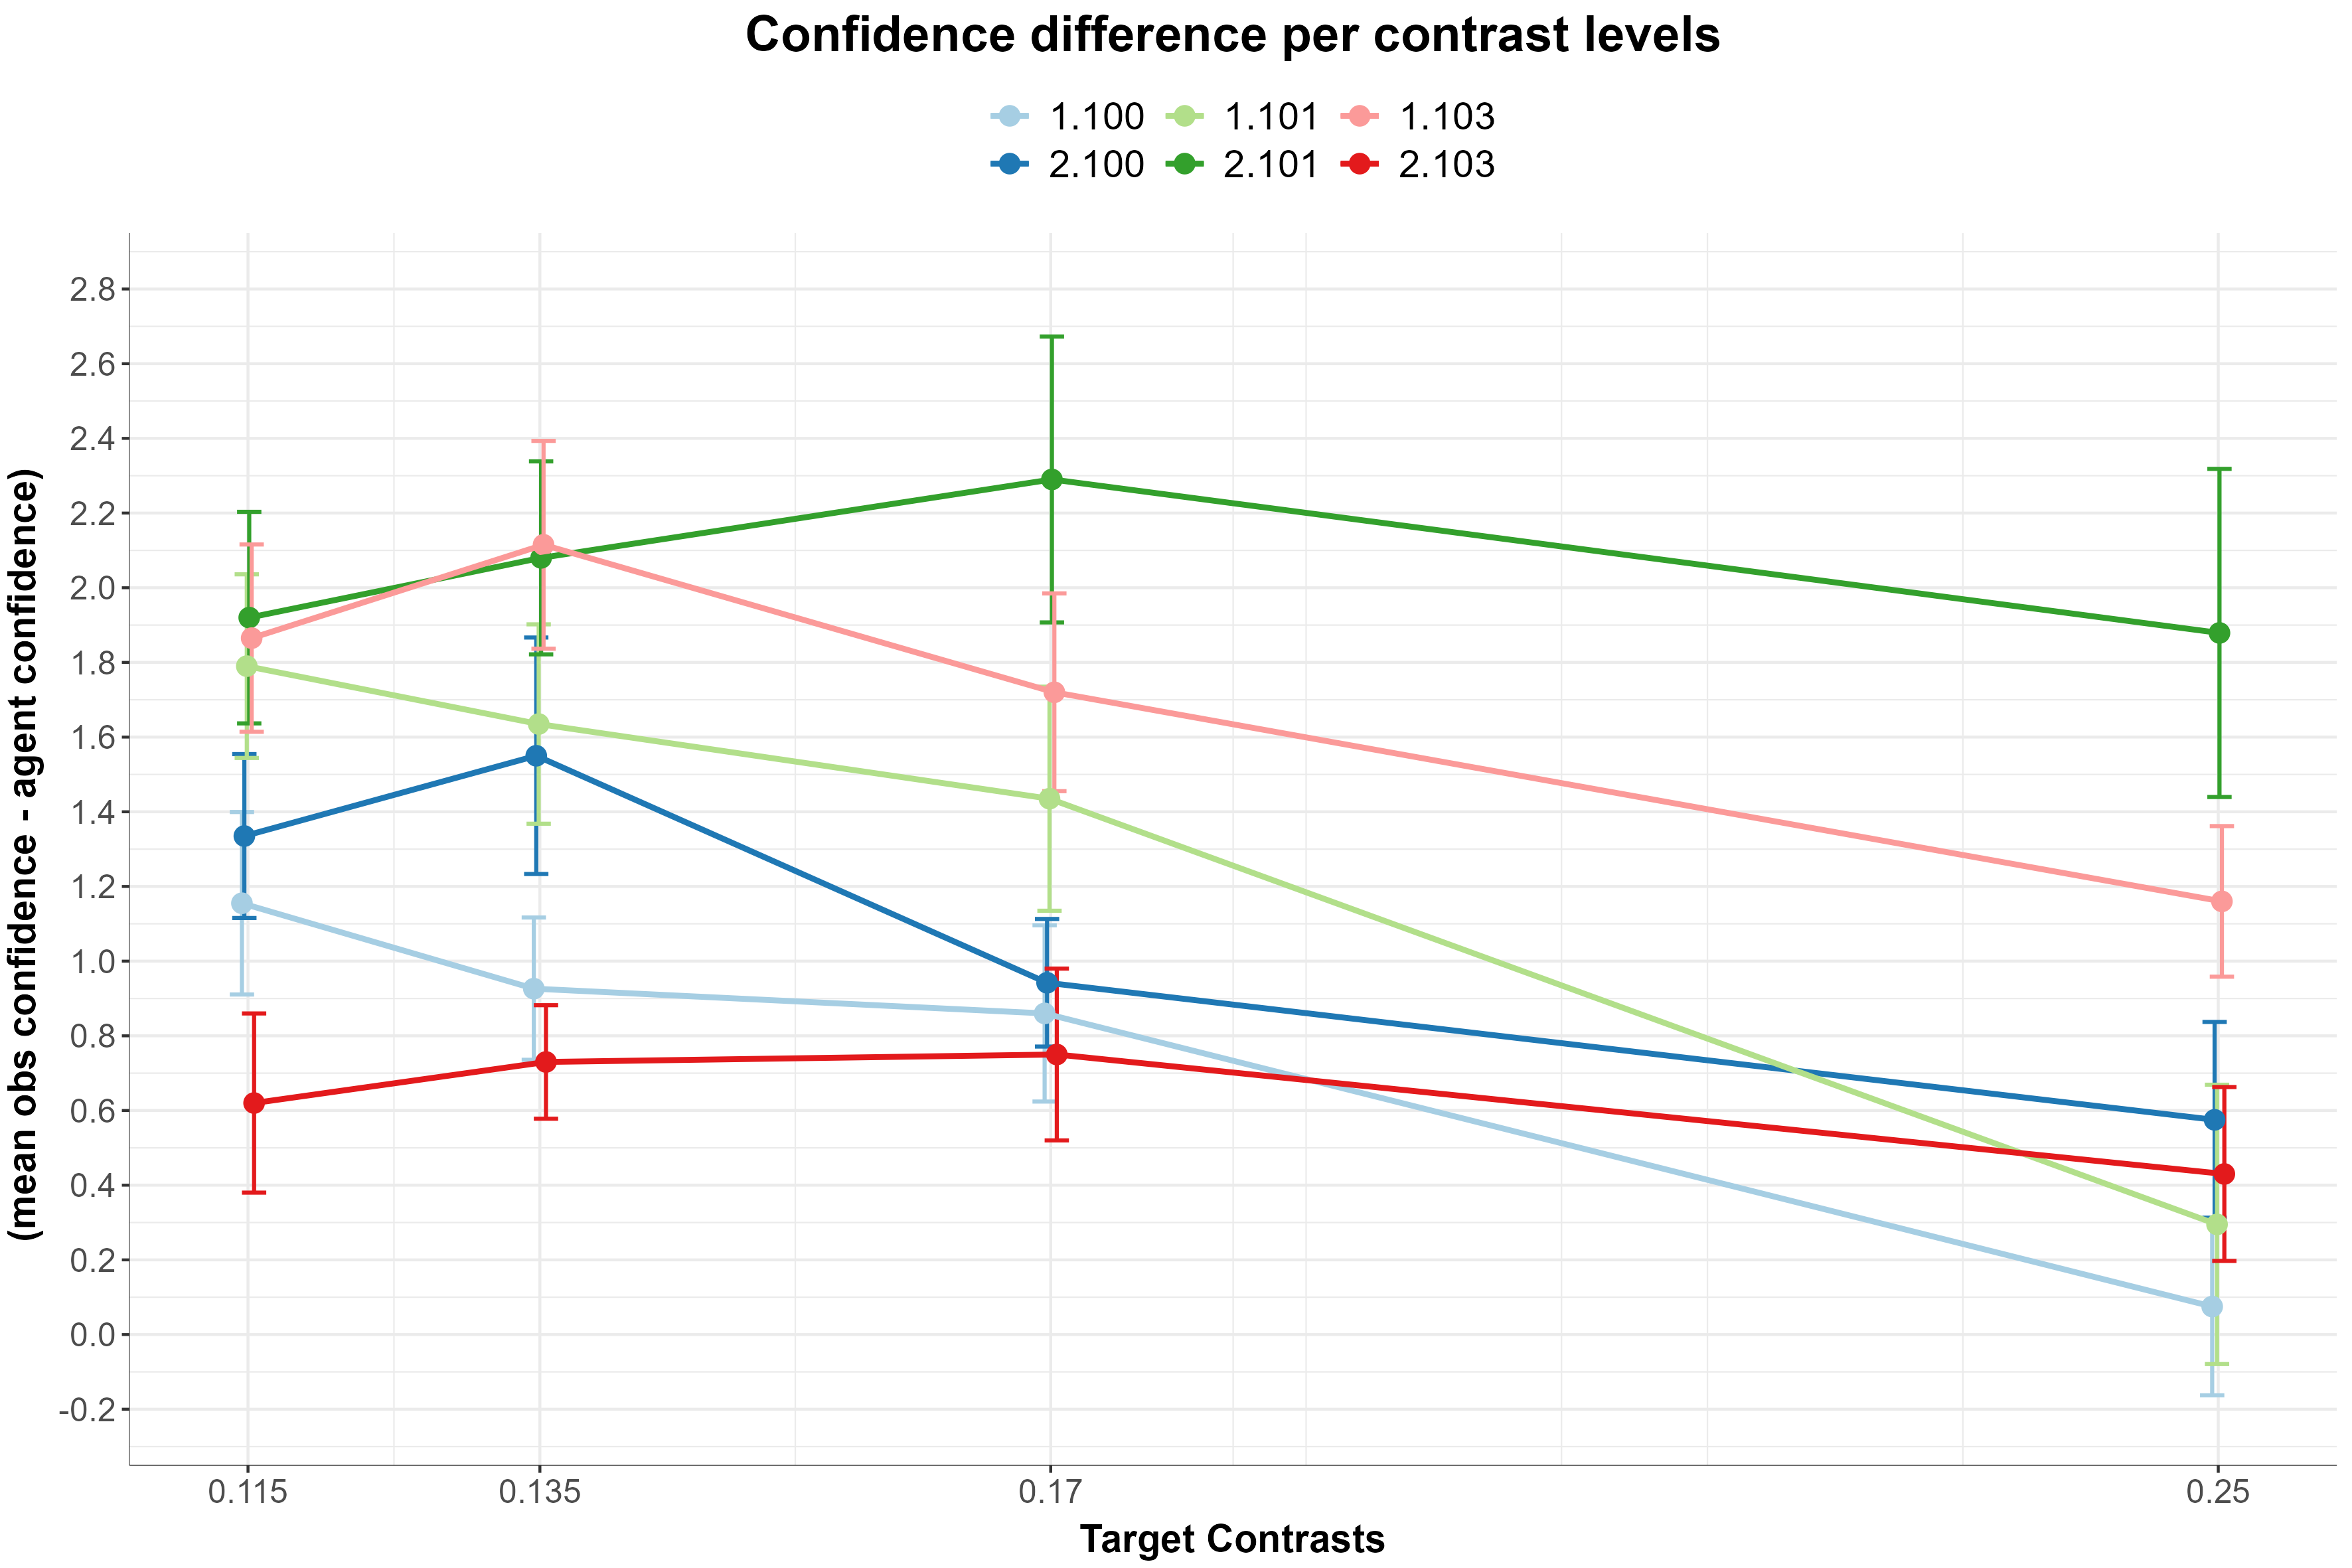 Confidence difference per contrast levels
1.100 1.101 1.103
2.100 2.101 2.103
(mean obs confidence - agent confidence)
2.8
2.6
2.4
2.2
2.0
1.8
1.6
1.4
1.2
1.0
0.8
0.6
0.4
0.2
0.0
-0.2
0.115 0.135 0.17 0.25
Target Contrasts